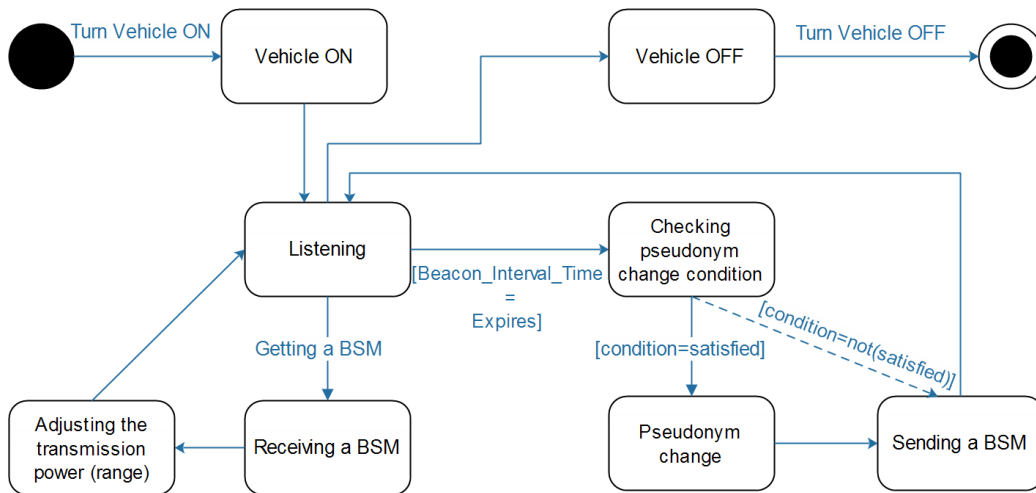 Turn Vehicle ON
Vehicle ON
Vehicle OFF
Turn Vehicle OFF
Listening
[Beacon_Interval_Time
=
Expires]
Checking
pseudonym
change condition
Getting a BSM
[condition=satisfied]
[condition=not(satisfied)]
Adjusting the
transmission
power (range)
Receiving a BSM
Pseudonym
change
Sending a BSM